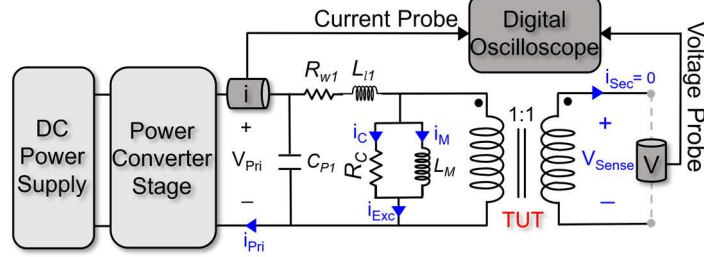 Current Probe
Digital
Oscilloscope
Voltage Probe
DC
Power
Supply
Power
Converter
Stage
i
R_w1
L_l1
i_Sec = 0
+
V_Pri
−
C_P1
i_C
i_M
R_C
L_M
i_Exc
i_Pri
1:1
TUT
+
V_Sense
−
V